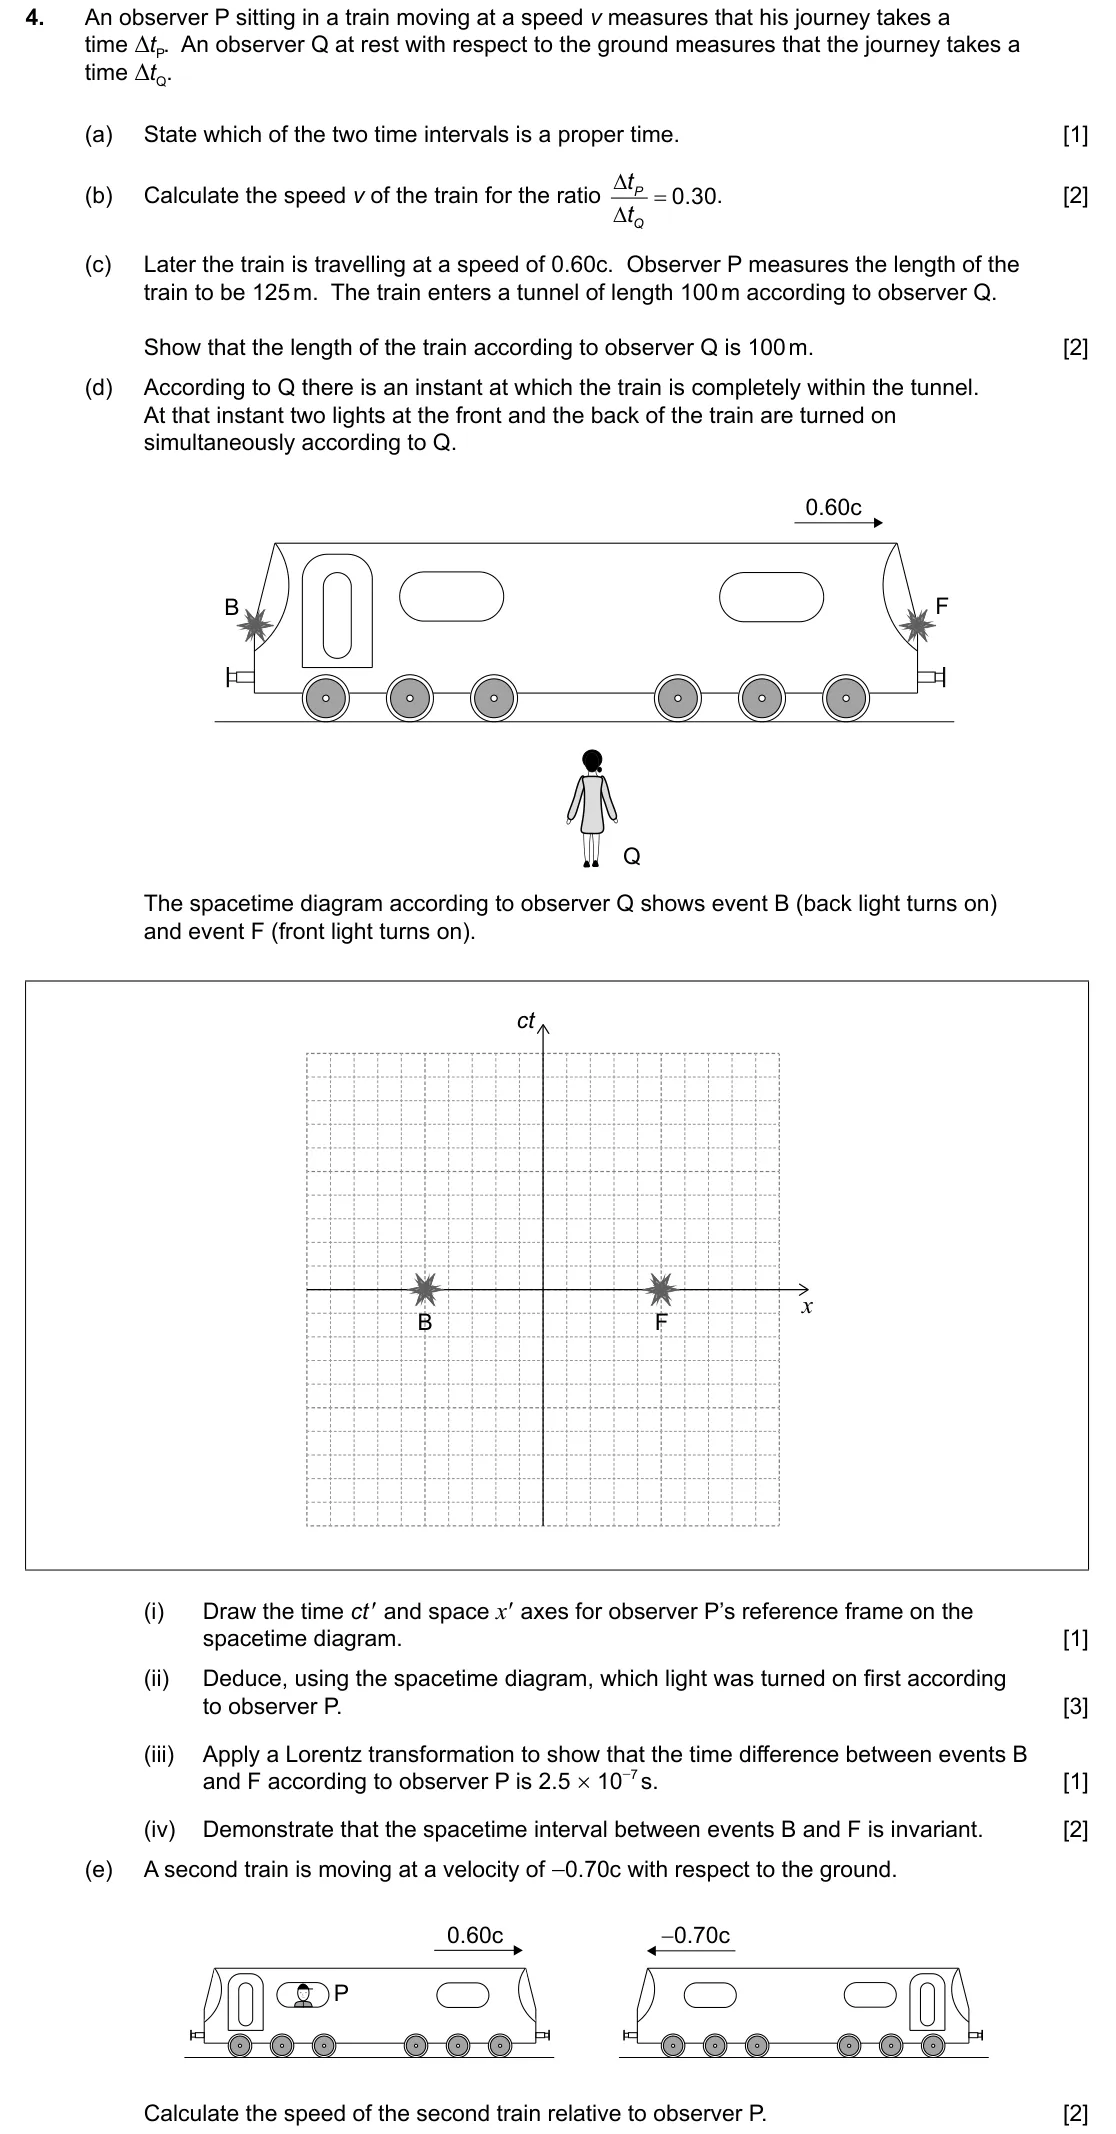 4. An observer P sitting in a train moving at a speed v measures that his journey takes a
time Δt_P. An observer Q at rest with respect to the ground measures that the journey takes a
time Δt_Q.
(a) State which of the two time intervals is a proper time. [1]
(b) Calculate the speed v of the train for the ratio Δt_P/Δt_Q = 0.30. [2]
(c) Later the train is travelling at a speed of 0.60c. Observer P measures the length of the
train to be 125 m. The train enters a tunnel of length 100 m according to observer Q.
Show that the length of the train according to observer Q is 100 m. [2]
(d) According to Q there is an instant at which the train is completely within the tunnel.
At that instant two lights at the front and the back of the train are turned on
simultaneously according to Q.
0.60c
B
F
Q
The spacetime diagram according to observer Q shows event B (back light turns on)
and event F (front light turns on).
ct
x
B
F
(i) Draw the time ct′ and space x′ axes for observer P's reference frame on the
spacetime diagram. [1]
(ii) Deduce, using the spacetime diagram, which light was turned on first according
to observer P. [3]
(iii) Apply a Lorentz transformation to show that the time difference between events B
and F according to observer P is 2.5 × 10⁻⁷ s. [1]
(iv) Demonstrate that the spacetime interval between events B and F is invariant. [2]
(e) A second train is moving at a velocity of –0.70c with respect to the ground.
0.60c
–0.70c
P
Calculate the speed of the second train relative to observer P. [2]